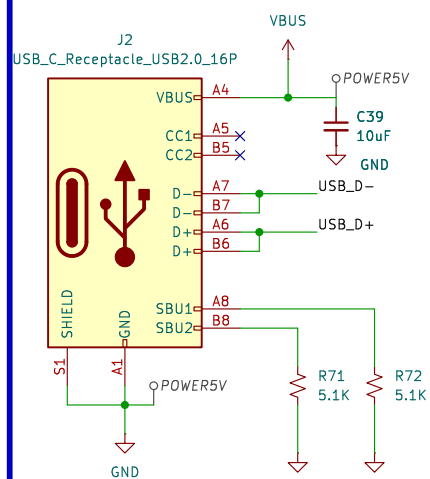 VBUS
J2
USB_C_Receptacle_USB2.0_16P
POWER5V
VBUS A4
C39
10uF
CC1 A5
CC2 B5
GND
D- A7 USB_D-
D- B7
D+ A6 USB_D+
D+ B6
SBU1 A8
SBU2 B8
SHIELD
GND
S1
A1
POWER5V
R71
5.1K
R72
5.1K
GND